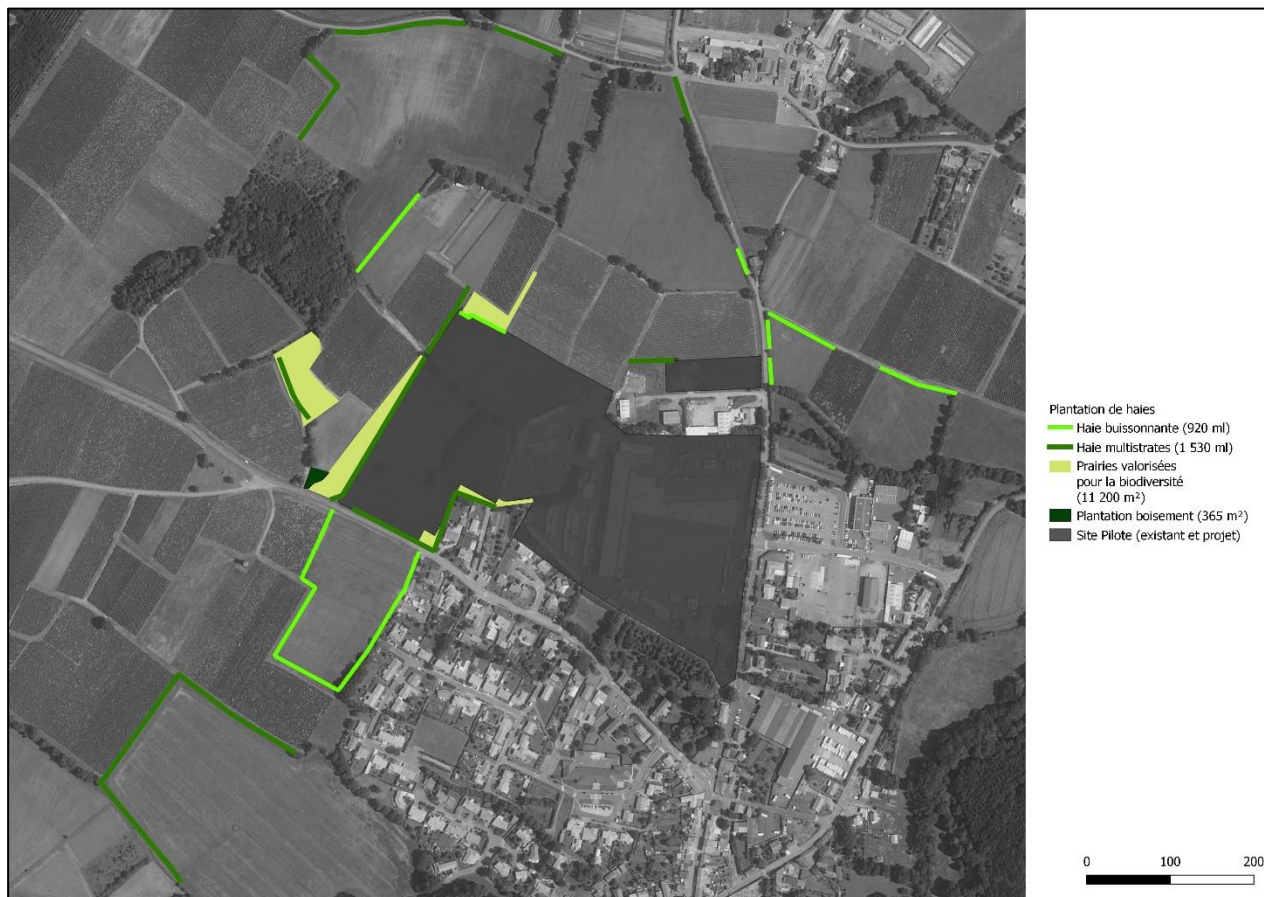 Plantation de haies
Haie buissonnante (920 ml)
Haie multistrates (1 530 ml)
Prairies valorisées
pour la biodiversité
(11 200 m²)
Plantation boisement (365 m²)
Site Pilote (existant et projet)
0 100 200